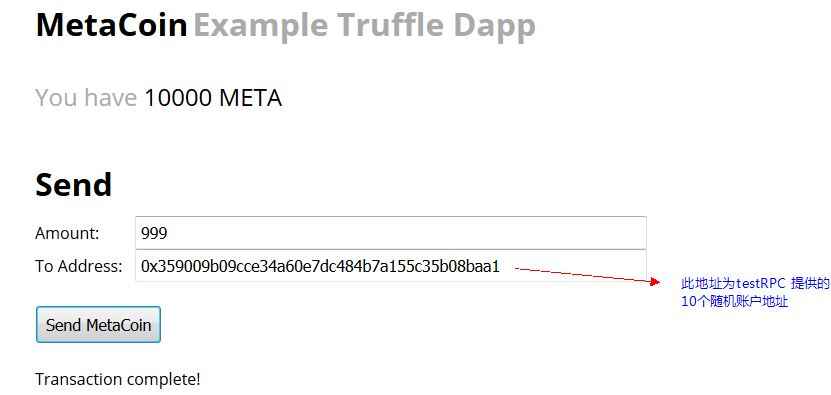 MetaCoin Example Truffle Dapp
You have 10000 META
Send
Amount: 999
To Address: 0x359009b09cce34a60e7dc484b7a155c35b08baa1
此地址为testRPC 提供的
10个随机账户地址
Send MetaCoin
Transaction complete!